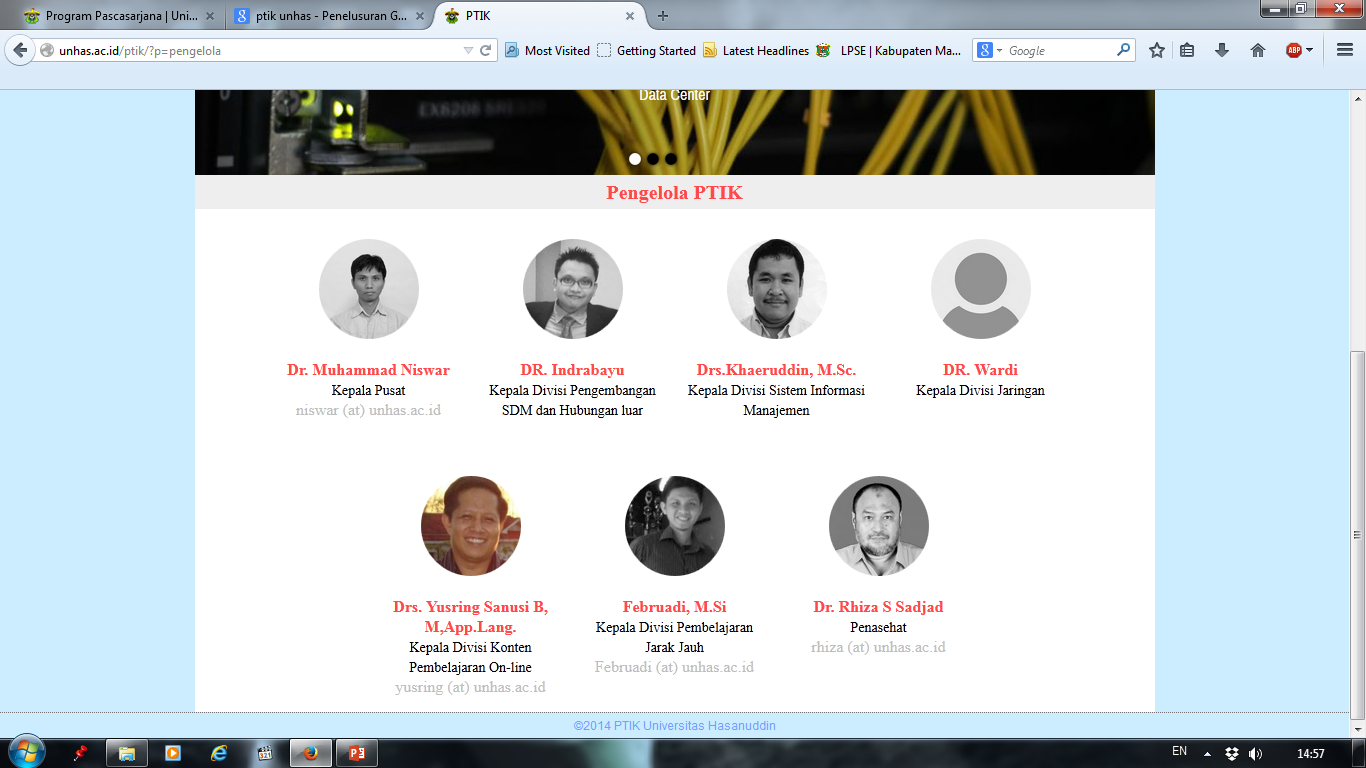 Program Pascasarjana | Uni...
ptik unhas - Penelusuran G...
PTIK
unhas.ac.id/ptik/?p=pengelola
Most Visited
Getting Started
Latest Headlines
LPSE | Kabupaten Ma...
Google
ABP
Data Center
EX6208
Pengelola PTIK
Dr. Muhammad Niswar
Kepala Pusat
niswar (at) unhas.ac.id
DR. Indrabayu
Kepala Divisi Pengembangan
SDM dan Hubungan luar
Drs.Khaeruddin, M.Sc.
Kepala Divisi Sistem Informasi
Manajemen
DR. Wardi
Kepala Divisi Jaringan
Drs. Yusring Sanusi B,
M,App.Lang.
Kepala Divisi Konten
Pembelajaran On-line
yusring (at) unhas.ac.id
Februadi, M.Si
Kepala Divisi Pembelajaran
Jarak Jauh
Februadi (at) unhas.ac.id
Dr. Rhiza S Sadjad
Penasehat
rhiza (at) unhas.ac.id
©2014 PTIK Universitas Hasanuddin
EN
14:57